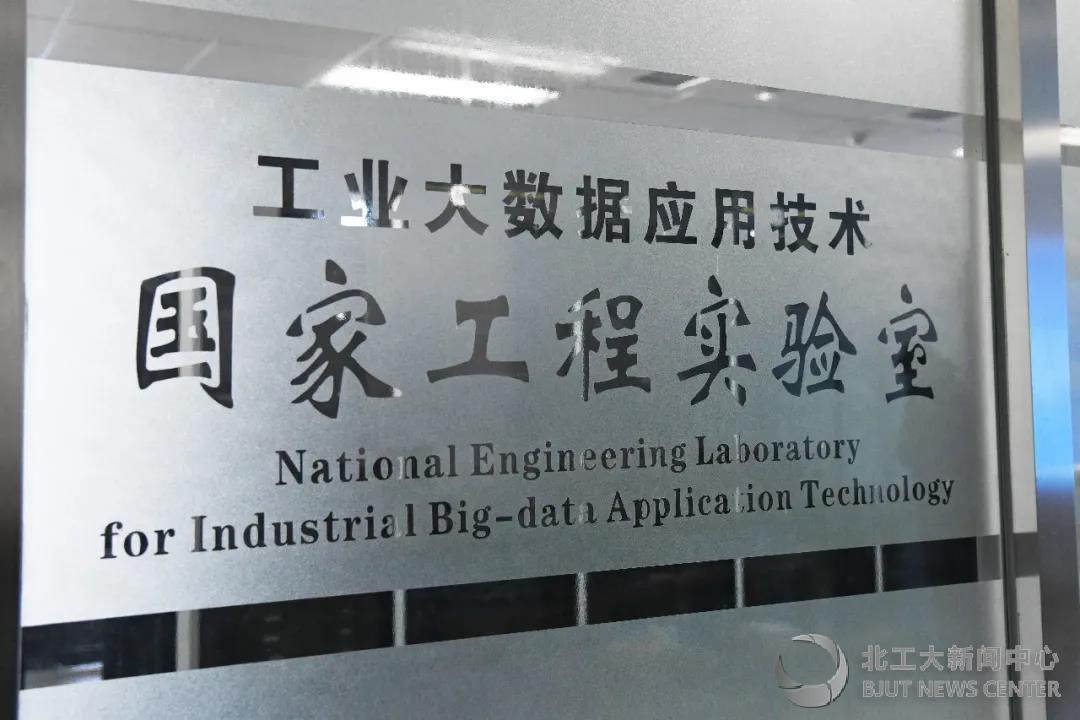 工业大数据应用技术
国家工程实验室
National Engineering Laboratory
for Industrial Big-data Application Technology
北工大新闻中心
BJUT NEWS CENTER